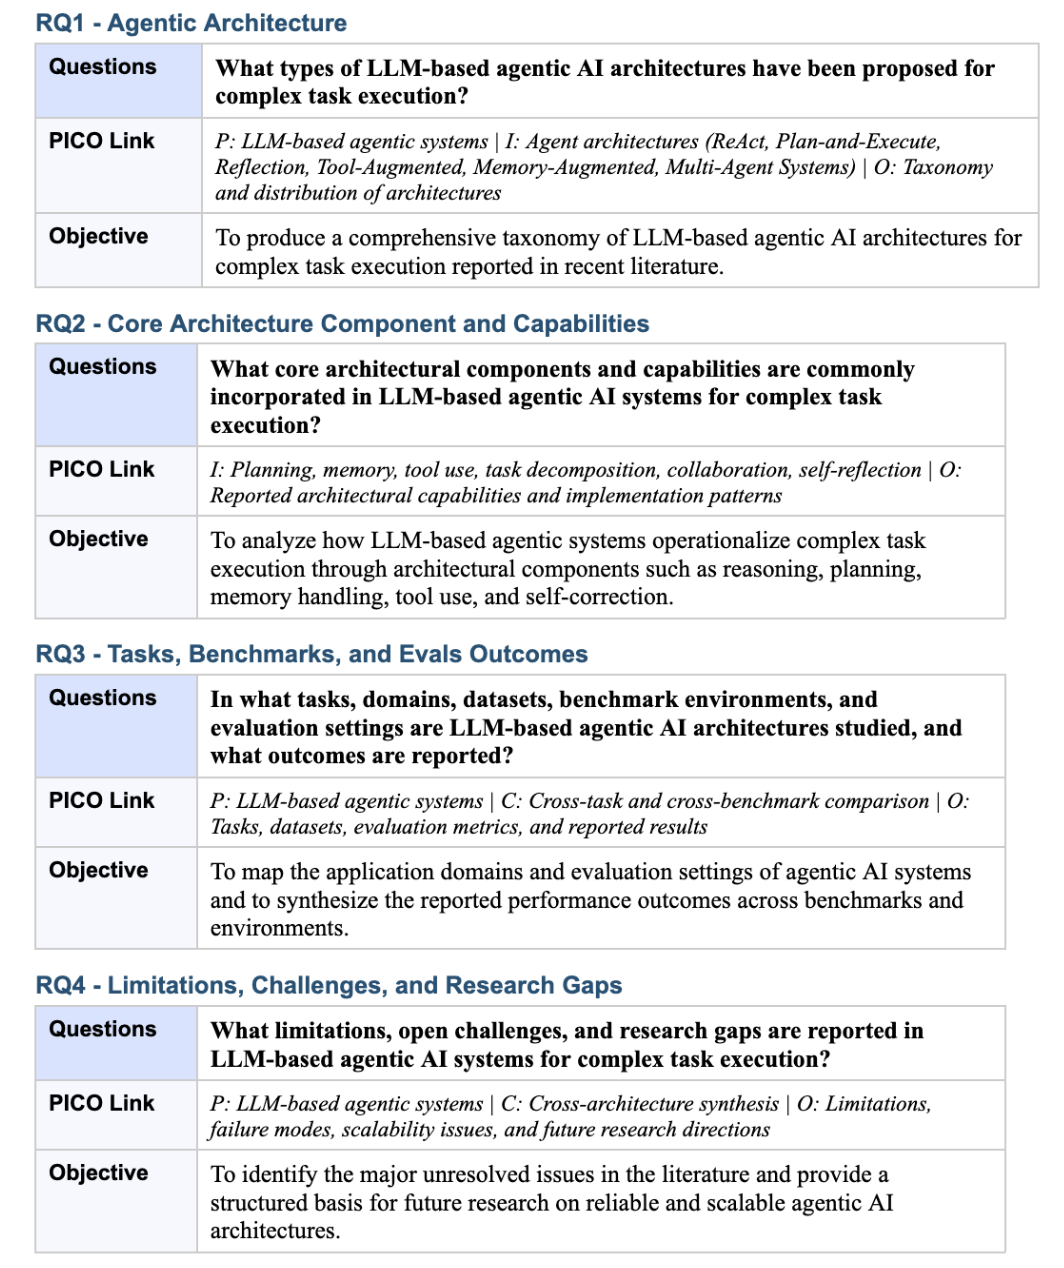 RQ1 - Agentic Architecture
Questions
What types of LLM-based agentic AI architectures have been proposed for
complex task execution?
PICO Link
P: LLM-based agentic systems | I: Agent architectures (ReAct, Plan-and-Execute,
Reflection, Tool-Augmented, Memory-Augmented, Multi-Agent Systems) | O: Taxonomy
and distribution of architectures
Objective
To produce a comprehensive taxonomy of LLM-based agentic AI architectures for
complex task execution reported in recent literature.
RQ2 - Core Architecture Component and Capabilities
Questions
What core architectural components and capabilities are commonly
incorporated in LLM-based agentic AI systems for complex task
execution?
PICO Link
I: Planning, memory, tool use, task decomposition, collaboration, self-reflection | O:
Reported architectural capabilities and implementation patterns
Objective
To analyze how LLM-based agentic systems operationalize complex task
execution through architectural components such as reasoning, planning,
memory handling, tool use, and self-correction.
RQ3 - Tasks, Benchmarks, and Evals Outcomes
Questions
In what tasks, domains, datasets, benchmark environments, and
evaluation settings are LLM-based agentic AI architectures studied, and
what outcomes are reported?
PICO Link
P: LLM-based agentic systems | C: Cross-task and cross-benchmark comparison | O:
Tasks, datasets, evaluation metrics, and reported results
Objective
To map the application domains and evaluation settings of agentic AI systems
and to synthesize the reported performance outcomes across benchmarks and
environments.
RQ4 - Limitations, Challenges, and Research Gaps
Questions
What limitations, open challenges, and research gaps are reported in
LLM-based agentic AI systems for complex task execution?
PICO Link
P: LLM-based agentic systems | C: Cross-architecture synthesis | O: Limitations,
failure modes, scalability issues, and future research directions
Objective
To identify the major unresolved issues in the literature and provide a
structured basis for future research on reliable and scalable agentic AI
architectures.